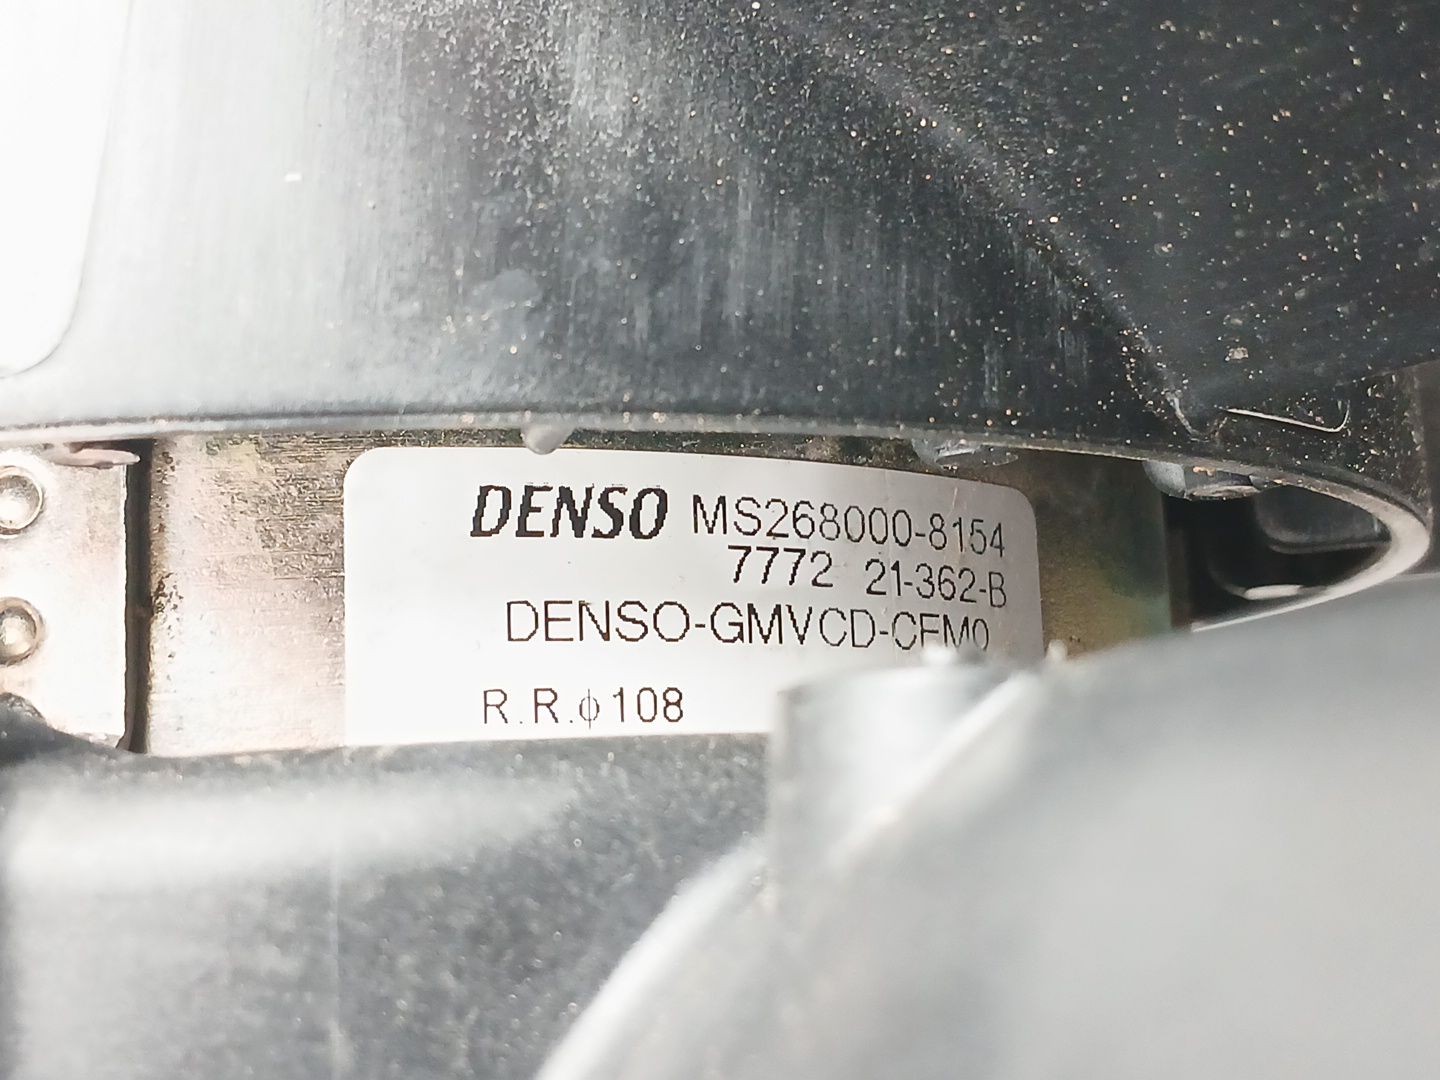 DENSO MS268000-8154
7772 21-362-B
DENSO-GMVCD-CFM0
R.R.ϕ108